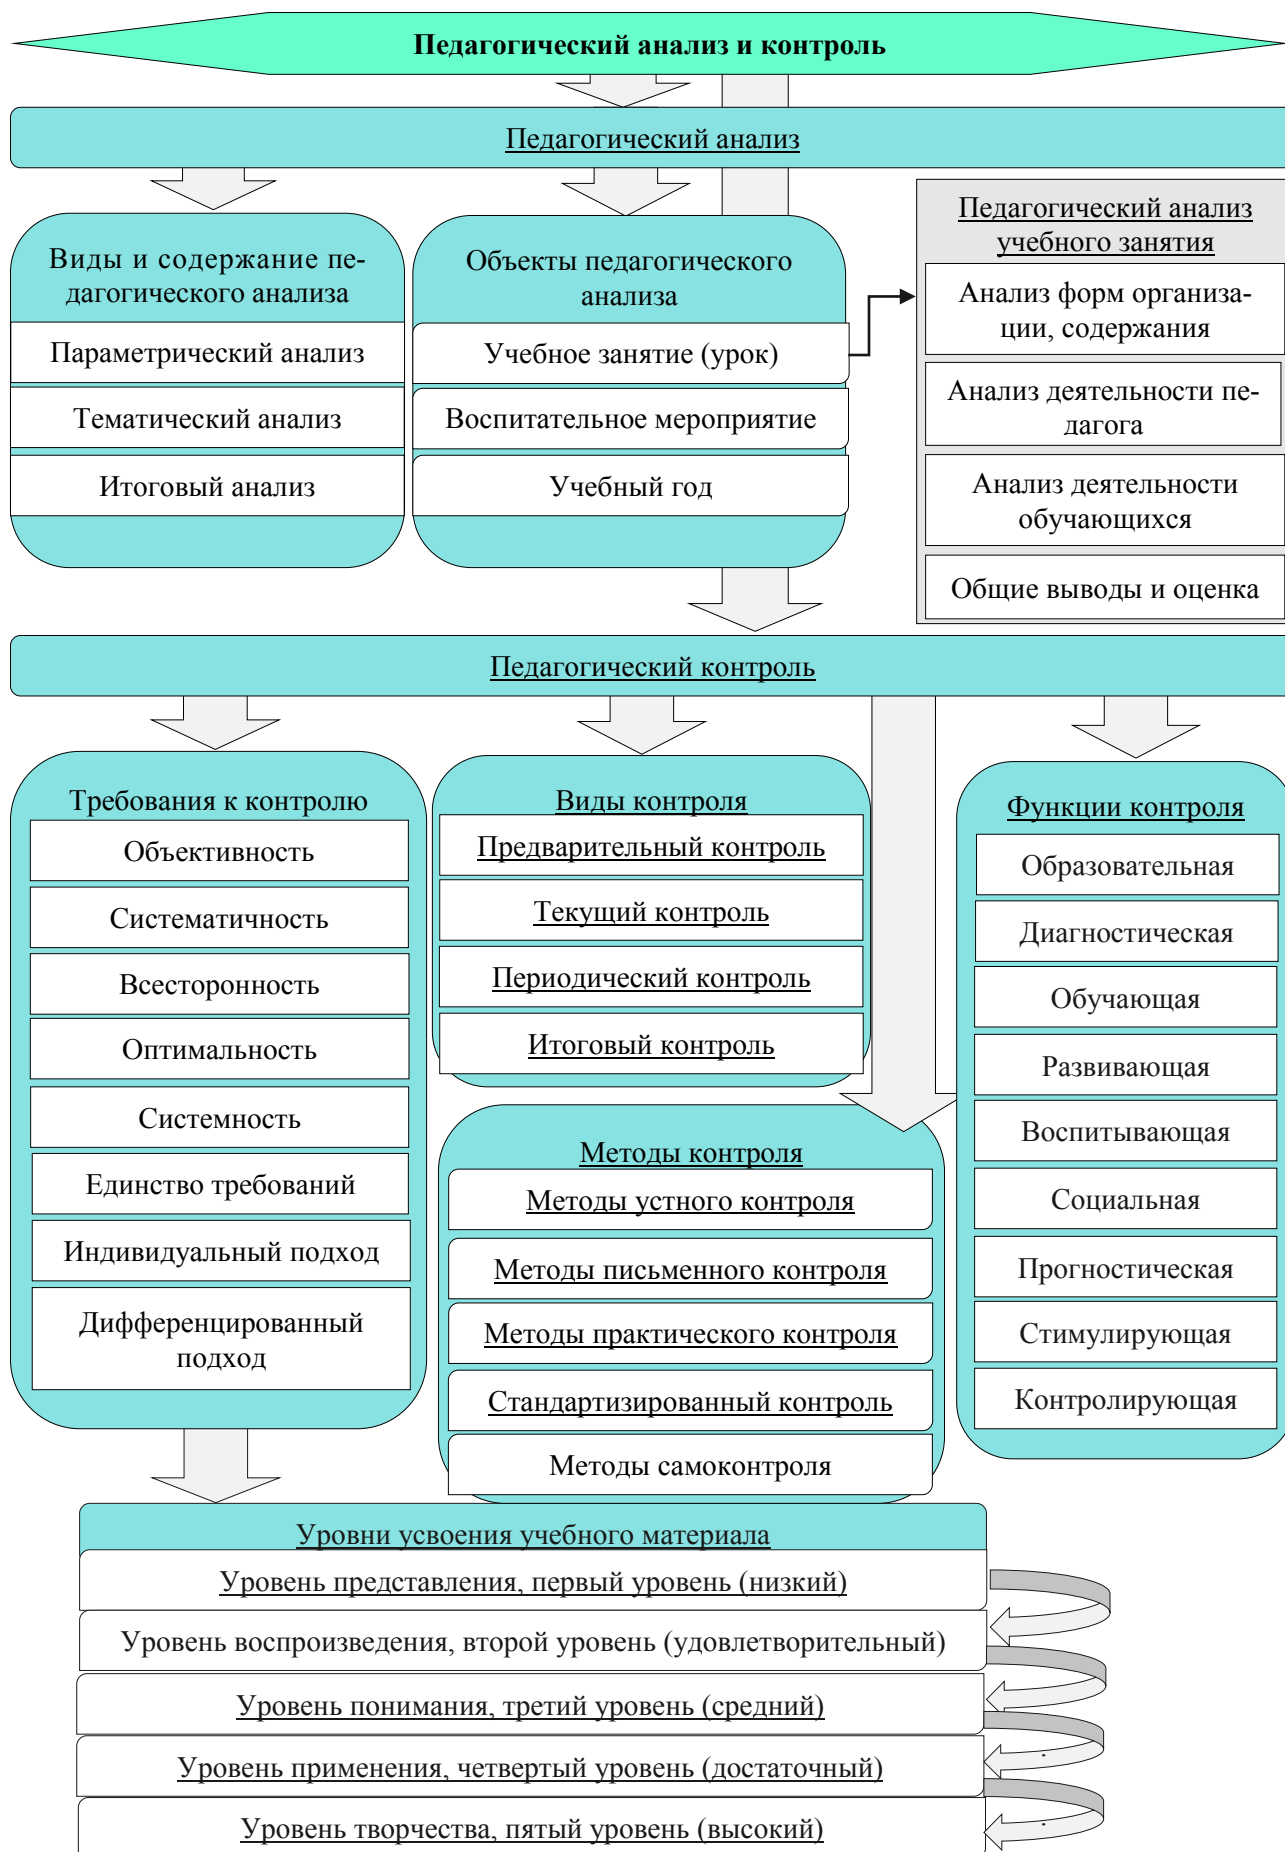 Педагогический анализ и контроль
Педагогический анализ
Виды и содержание пе-
дагогического анализа
Параметрический анализ
Тематический анализ
Итоговый анализ
Объекты педагогического
анализа
Учебное занятие (урок)
Воспитательное мероприятие
Учебный год
Педагогический анализ
учебного занятия
Анализ форм организа-
ции, содержания
Анализ деятельности пе-
дагога
Анализ деятельности
обучающихся
Общие выводы и оценка
Педагогический контроль
Требования к контролю
Объективность
Систематичность
Всесторонность
Оптимальность
Системность
Единство требований
Индивидуальный подход
Дифференцированный
подход
Виды контроля
Предварительный контроль
Текущий контроль
Периодический контроль
Итоговый контроль
Методы контроля
Методы устного контроля
Методы письменного контроля
Методы практического контроля
Стандартизированный контроль
Методы самоконтроля
Функции контроля
Образовательная
Диагностическая
Обучающая
Развивающая
Воспитывающая
Социальная
Прогностическая
Стимулирующая
Контролирующая
Уровни усвоения учебного материала
Уровень представления, первый уровень (низкий)
Уровень воспроизведения, второй уровень (удовлетворительный)
Уровень понимания, третий уровень (средний)
Уровень применения, четвертый уровень (достаточный)
Уровень творчества, пятый уровень (высокий)